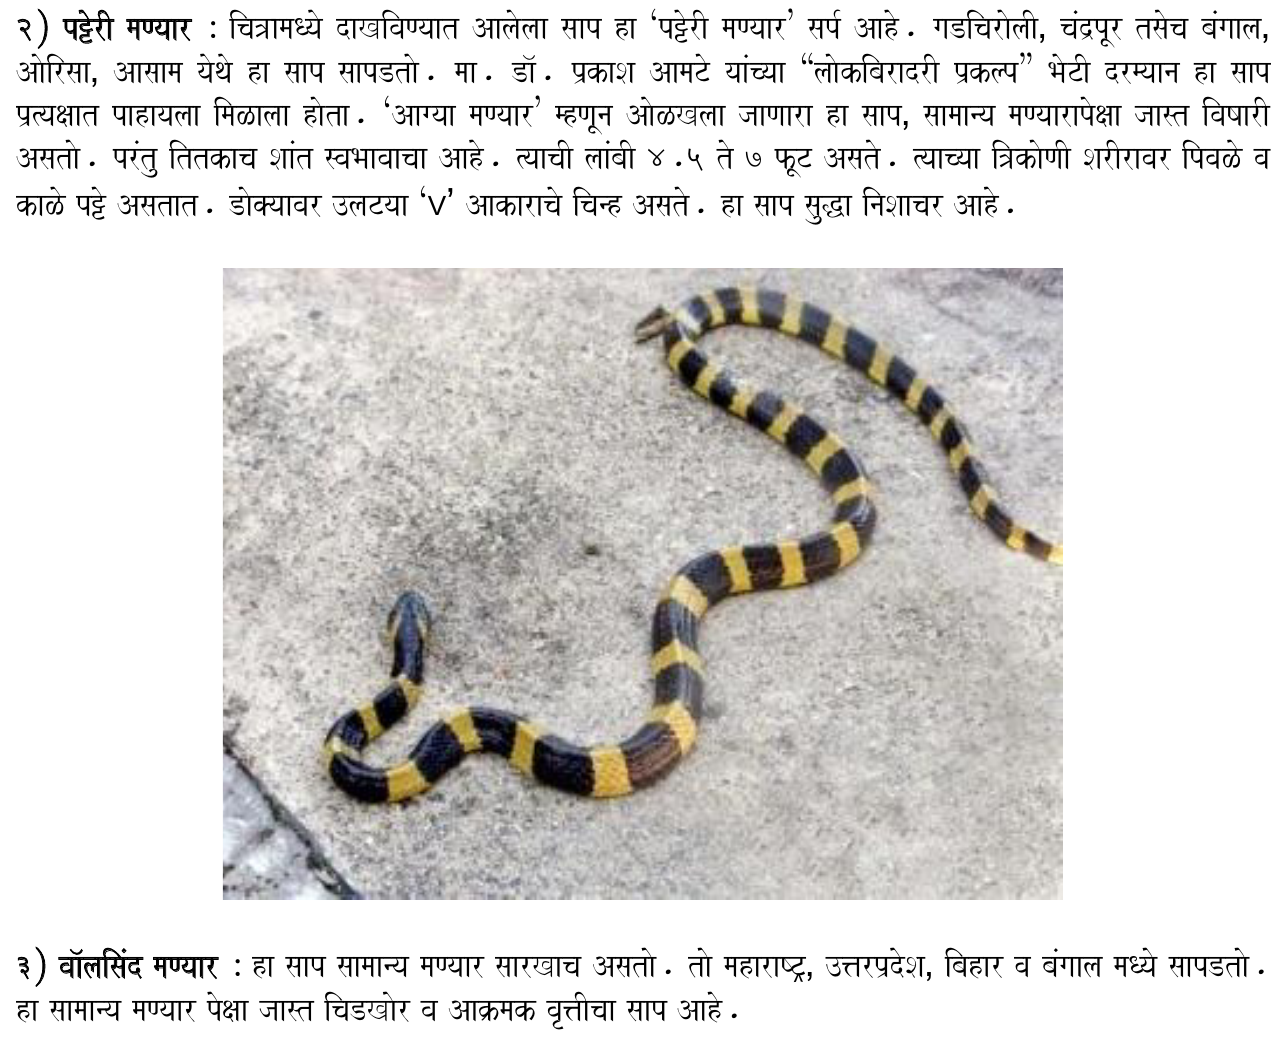 २) पट्टेरी मण्यार : चित्रामध्ये दाखविण्यात आलेला साप हा ‘पट्टेरी मण्यार’ सर्प आहे. गडचिरोली, चंद्रपूर तसेच बंगाल,
ओरिसा, आसाम येथे हा साप सापडतो. मा. डॉ. प्रकाश आमटे यांच्या “लोकबिरादरी प्रकल्प” भेटी दरम्यान हा साप
प्रत्यक्षात पाहायला मिळाला होता. ‘आग्या मण्यार’ म्हणून ओळखला जाणारा हा साप, सामान्य मण्यारापेक्षा जास्त विषारी
असतो. परंतु तितकाच शांत स्वभावाचा आहे. त्याची लांबी ४.५ ते ७ फूट असते. त्याच्या त्रिकोणी शरीरावर पिवळे व
काळे पट्टे असतात. डोक्यावर उलटया ‘V’ आकाराचे चिन्ह असते. हा साप सुद्धा निशाचर आहे.
३) वॉलसिंद मण्यार : हा साप सामान्य मण्यार सारखाच असतो. तो महाराष्ट्र, उत्तरप्रदेश, बिहार व बंगाल मध्ये सापडतो.
हा सामान्य मण्यार पेक्षा जास्त चिडखोर व आक्रमक वृत्तीचा साप आहे.